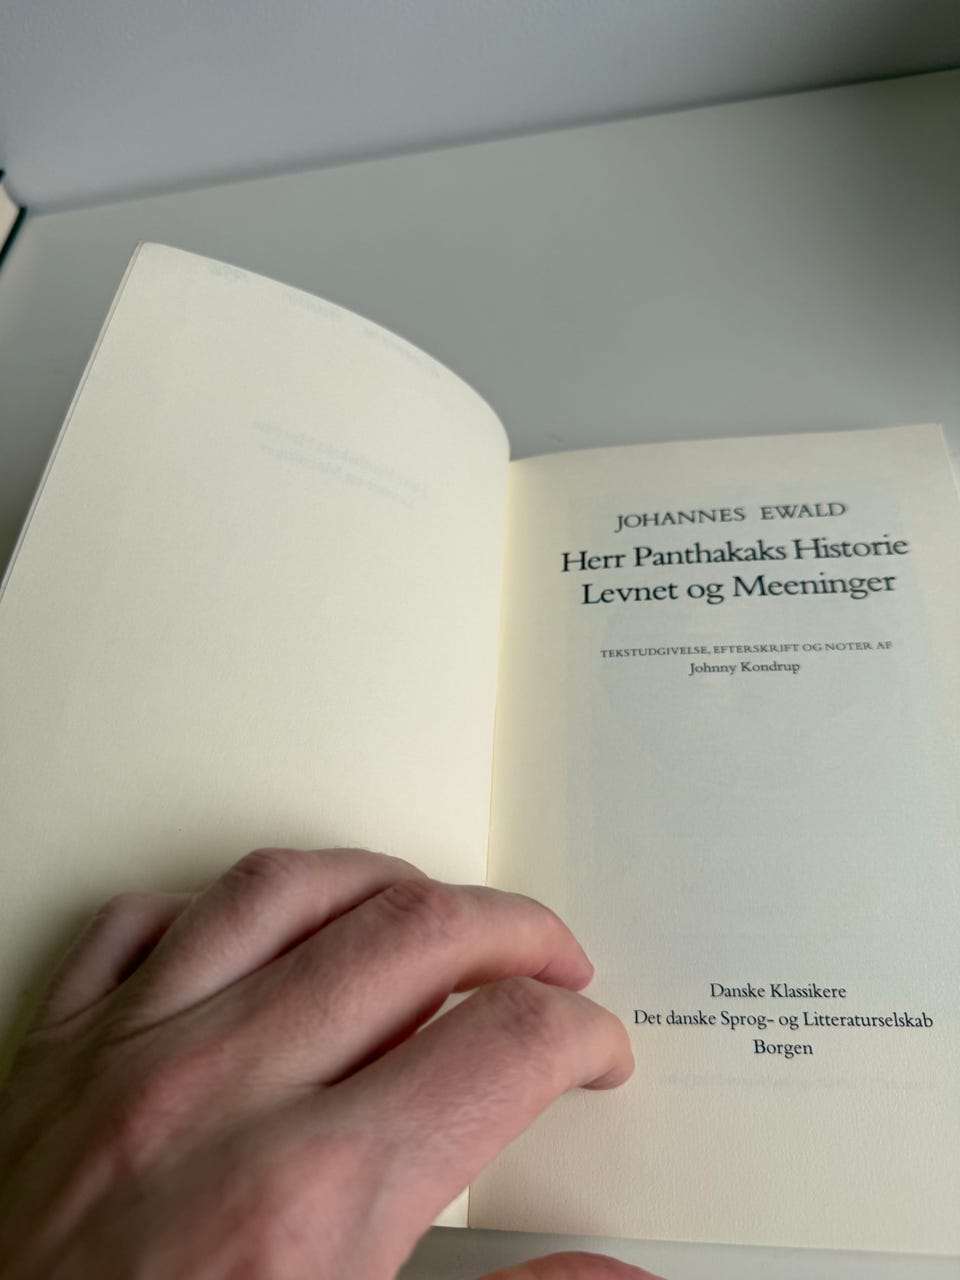 JOHANNES EWALD
Herr Panthakaks Historie
Levnet og Meeninger
TEKSTUDGIVELSE, EFTERSKRIFT OG NOTER AF
Johnny Kondrup
Danske Klassikere
Det danske Sprog- og Litteraturselskab
Borgen